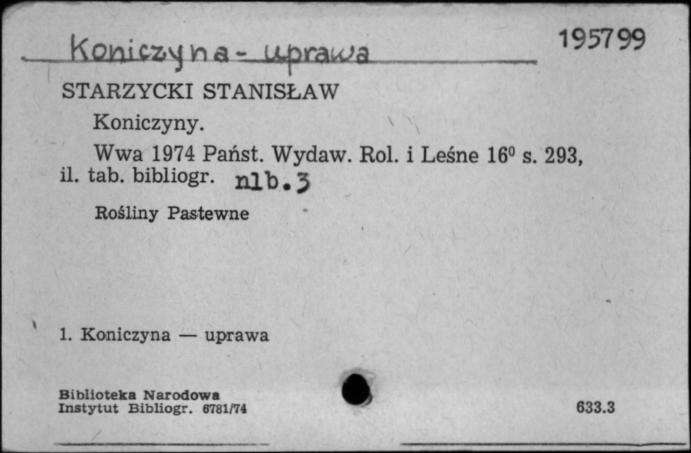 Koniczyna - uprawa
195799
STARZYCKI STANISŁAW
Koniczyny.
Wwa 1974 Państ. Wydaw. Rol. i Leśne 16⁰ s. 293,
il. tab. bibliogr. nlb. 3
Rośliny Pastewne
1. Koniczyna — uprawa
Biblioteka Narodowa
Instytut Bibliogr. 6781/74
633.3